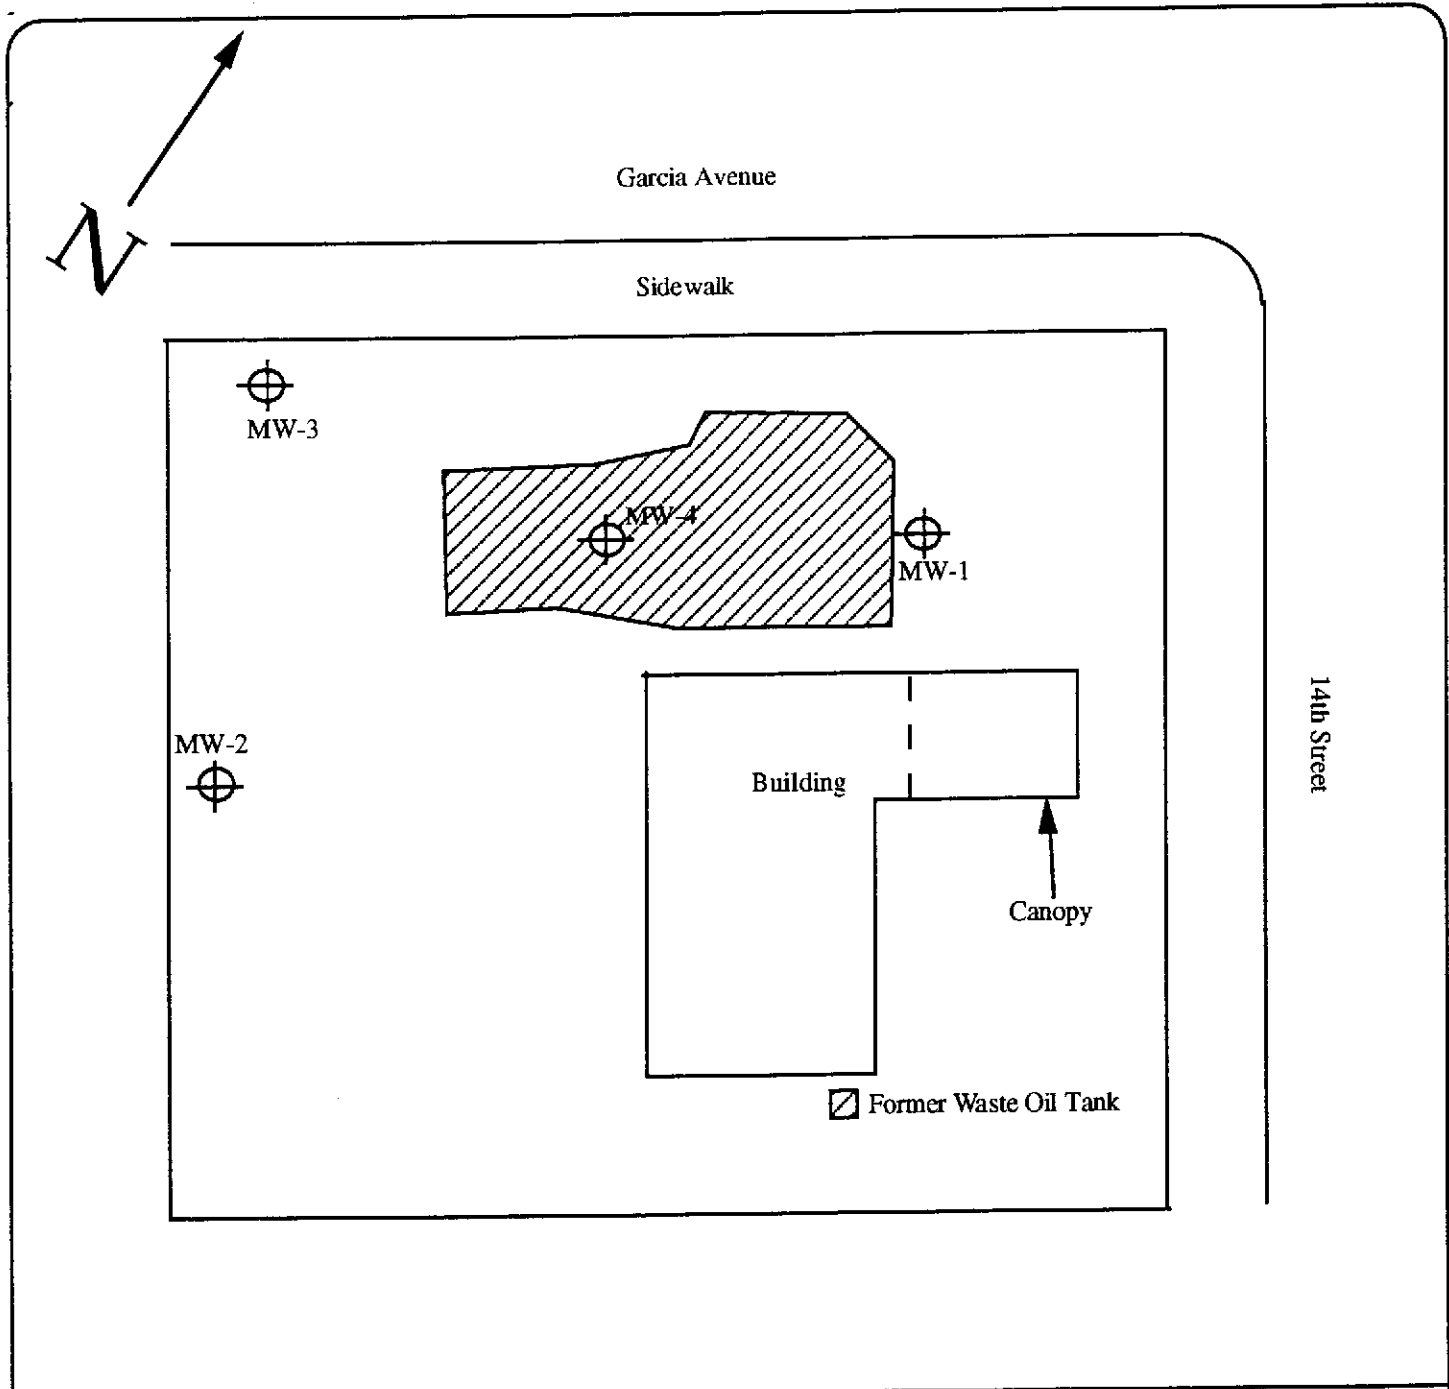 Garcia Avenue
N
Sidewalk
MW-3
MW-4
MW-1
14th Street
MW-2
Building
Canopy
Former Waste Oil Tank